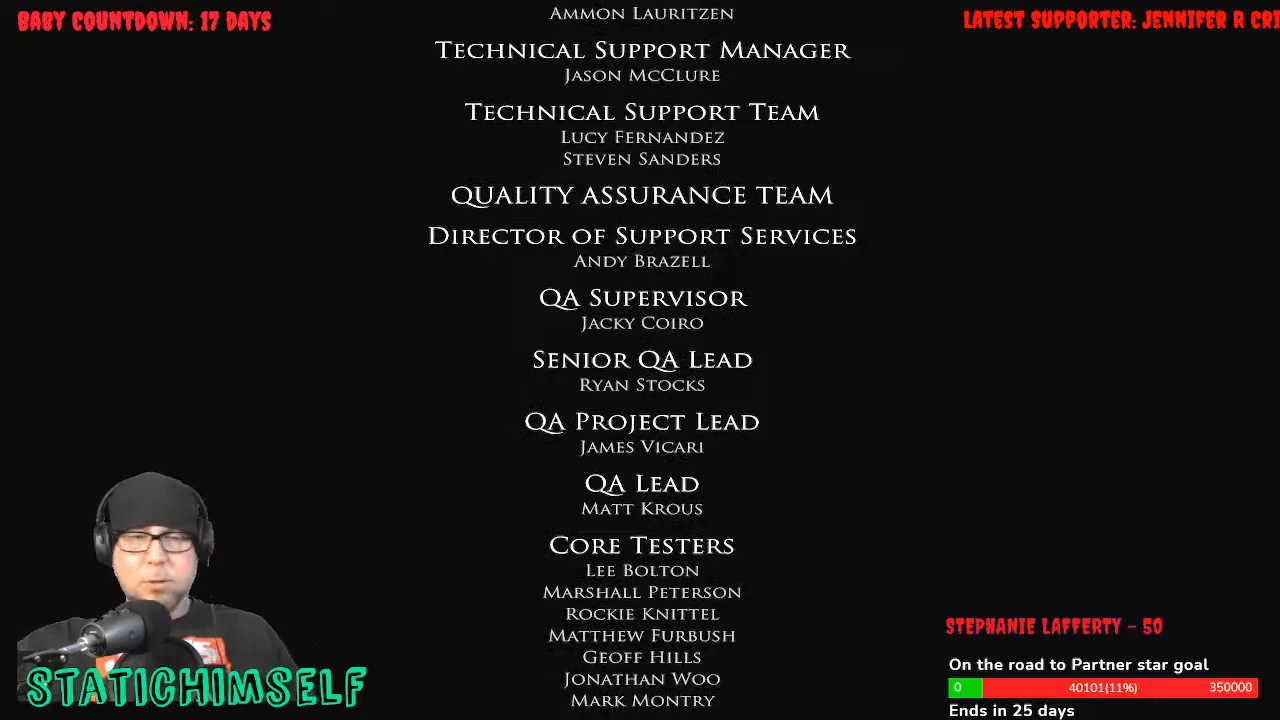 BABY COUNTDOWN: 17 DAYS
LATEST SUPPORTER: JENNIFER R CRI
AMMON LAURITZEN
TECHNICAL SUPPORT MANAGER
JASON MCCLURE
TECHNICAL SUPPORT TEAM
LUCY FERNANDEZ
STEVEN SANDERS
QUALITY ASSURANCE TEAM
DIRECTOR OF SUPPORT SERVICES
ANDY BRAZELL
QA SUPERVISOR
JACKY COIRO
SENIOR QA LEAD
RYAN STOCKS
QA PROJECT LEAD
JAMES VICARI
QA LEAD
MATT KROUS
CORE TESTERS
LEE BOLTON
MARSHALL PETERSON
ROCKIE KNITTEL
MATTHEW FURBUSH
GEOFF HILLS
JONATHAN WOO
MARK MONTRY
STATICHIMSELF
STEPHANIE LAFFERTY - 50
On the road to Partner star goal
0 40101(11%) 350000
Ends in 25 days